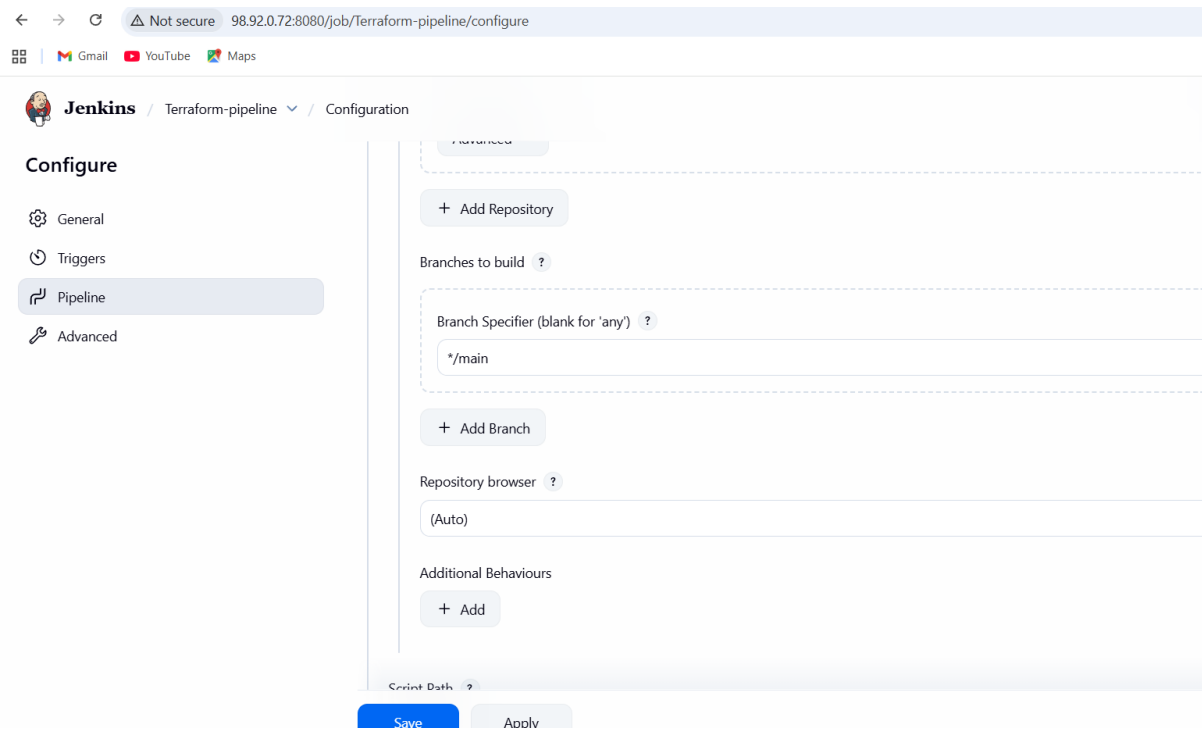 Not secure 98.92.0.72:8080/job/Terraform-pipeline/configure
Gmail YouTube Maps
Jenkins / Terraform-pipeline / Configuration
Configure
General
Triggers
Pipeline
Advanced
Advanced
+ Add Repository
Branches to build ?
Branch Specifier (blank for 'any') ?
*/main
+ Add Branch
Repository browser ?
(Auto)
Additional Behaviours
+ Add
Script Path ?
Save Apply